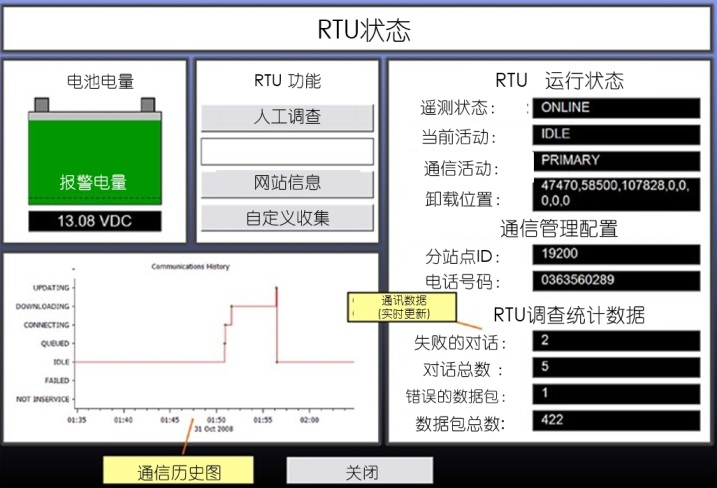 RTU状态
电池电量
报警电量
13.08 VDC
RTU 功能
人工调查
网站信息
自定义收集
RTU 运行状态
遥测状态: : ONLINE
当前活动: IDLE
通信活动: PRIMARY
卸载位置: 47470,58500,107828,0,0,
0,0,0
通信管理配置
分站点ID: 19200
电话号码: 0363560289
RTU调查统计数据
失败的对话: 2
对话总数: 5
错误的数据包: 1
数据包总数: 422
Communications History
UPDATING
DOWNLOADING
CONNECTING
QUEUED
IDLE
FAILED
NOT INSERVICE
01:35 01:40 01:45 01:50 01:55 02:00
31 Oct 2008
通讯数据
(实时更新)
通信历史图
关闭